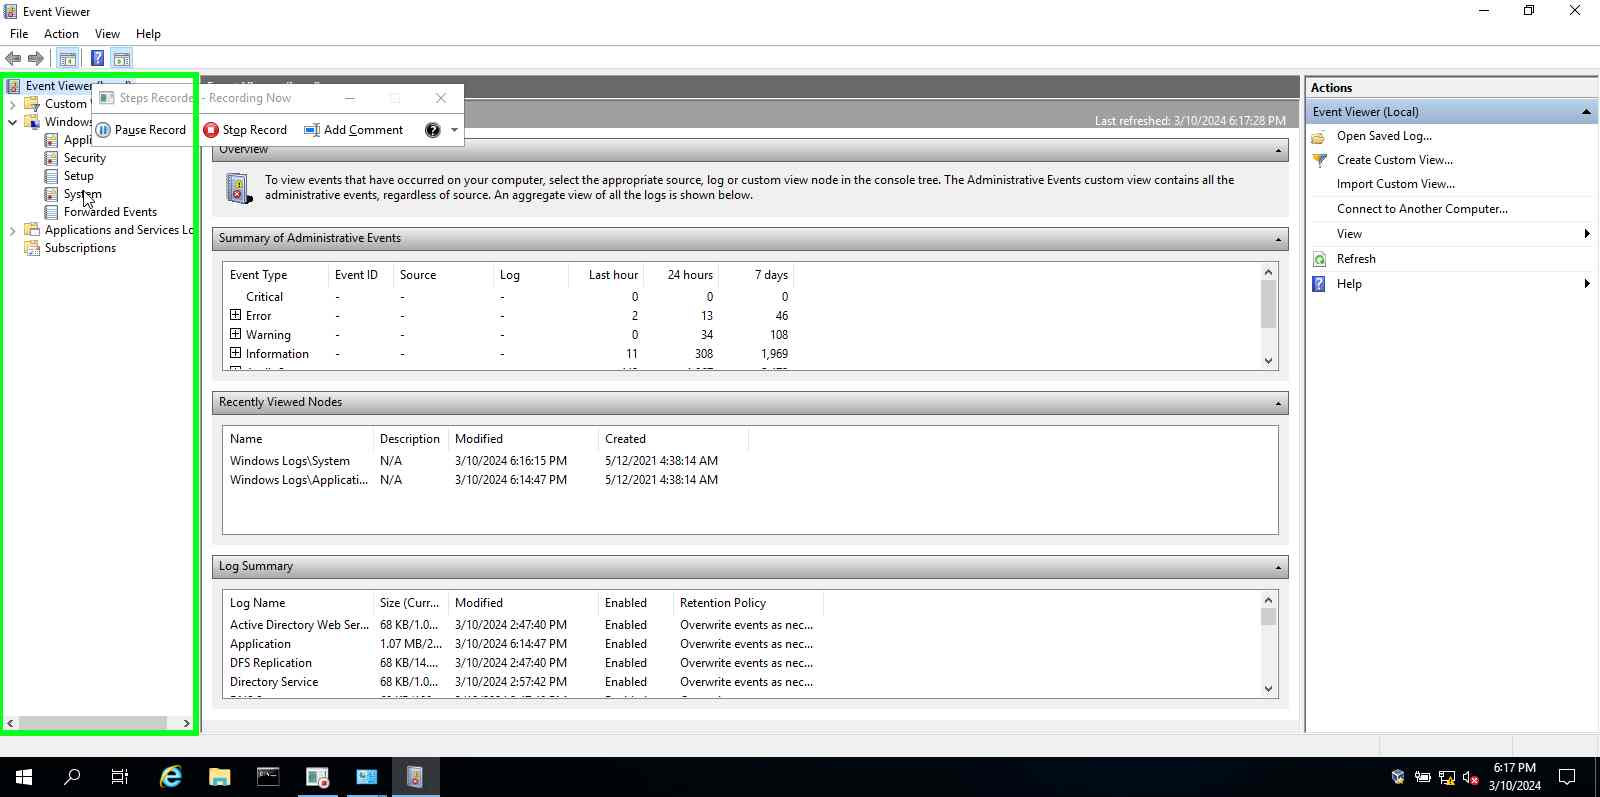 Event Viewer
File Action View Help
Event Viewer
Custom
Windows
Appli
Security
Setup
System
Forwarded Events
Applications and Services Lo
Subscriptions
Steps Recorder - Recording Now
Pause Record Stop Record Add Comment
Last refreshed: 3/10/2024 6:17:28 PM
Overview
To view events that have occurred on your computer, select the appropriate source, log or custom view node in the console tree. The Administrative Events custom view contains all the
administrative events, regardless of source. An aggregate view of all the logs is shown below.
Summary of Administrative Events
Event Type Event ID Source Log Last hour 24 hours 7 days
Critical - - - 0 0 0
Error - - - 2 13 46
Warning - - - 0 34 108
Information - - - 11 308 1,969
Recently Viewed Nodes
Name Description Modified Created
Windows Logs\System N/A 3/10/2024 6:16:15 PM 5/12/2021 4:38:14 AM
Windows Logs\Applicati... N/A 3/10/2024 6:14:47 PM 5/12/2021 4:38:14 AM
Log Summary
Log Name Size (Curr... Modified Enabled Retention Policy
Active Directory Web Ser... 68 KB/1.0... 3/10/2024 2:47:40 PM Enabled Overwrite events as nec...
Application 1.07 MB/2... 3/10/2024 6:14:47 PM Enabled Overwrite events as nec...
DFS Replication 68 KB/14.... 3/10/2024 2:47:40 PM Enabled Overwrite events as nec...
Directory Service 68 KB/1.0... 3/10/2024 2:57:42 PM Enabled Overwrite events as nec...
Actions
Event Viewer (Local)
Open Saved Log...
Create Custom View...
Import Custom View...
Connect to Another Computer...
View
Refresh
Help
6:17 PM
3/10/2024